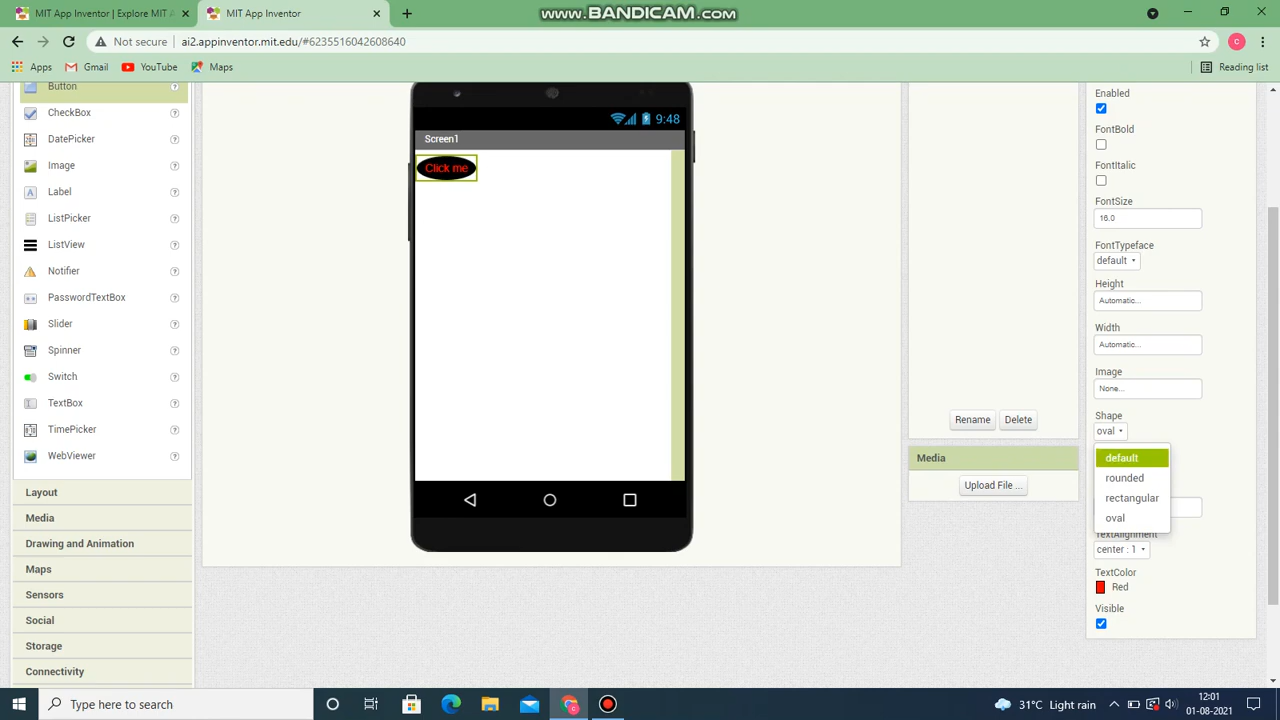 www.BANDICAM.com
MIT App Inventor | Explore MIT A
MIT App Inventor
Not secure
ai2.appinventor.mit.edu/#6235516042608640
C
Apps
Gmail
YouTube
Maps
Reading list
Button
CheckBox
DatePicker
Image
Label
ListPicker
ListView
Notifier
PasswordTextBox
Slider
Spinner
Switch
TextBox
TimePicker
WebViewer
Layout
Media
Drawing and Animation
Maps
Sensors
Social
Storage
Connectivity
9:48
Screen1
Click me
Rename
Delete
Media
Upload File ...
Enabled
FontBold
FontItalic
FontSize
16.0
FontTypeface
default
Height
Automatic...
Width
Automatic...
Image
None...
Shape
oval
default
rounded
rectangular
oval
TextAlignment
center : 1
TextColor
Red
Visible
Type here to search
31°C Light rain
12:01
01-08-2021